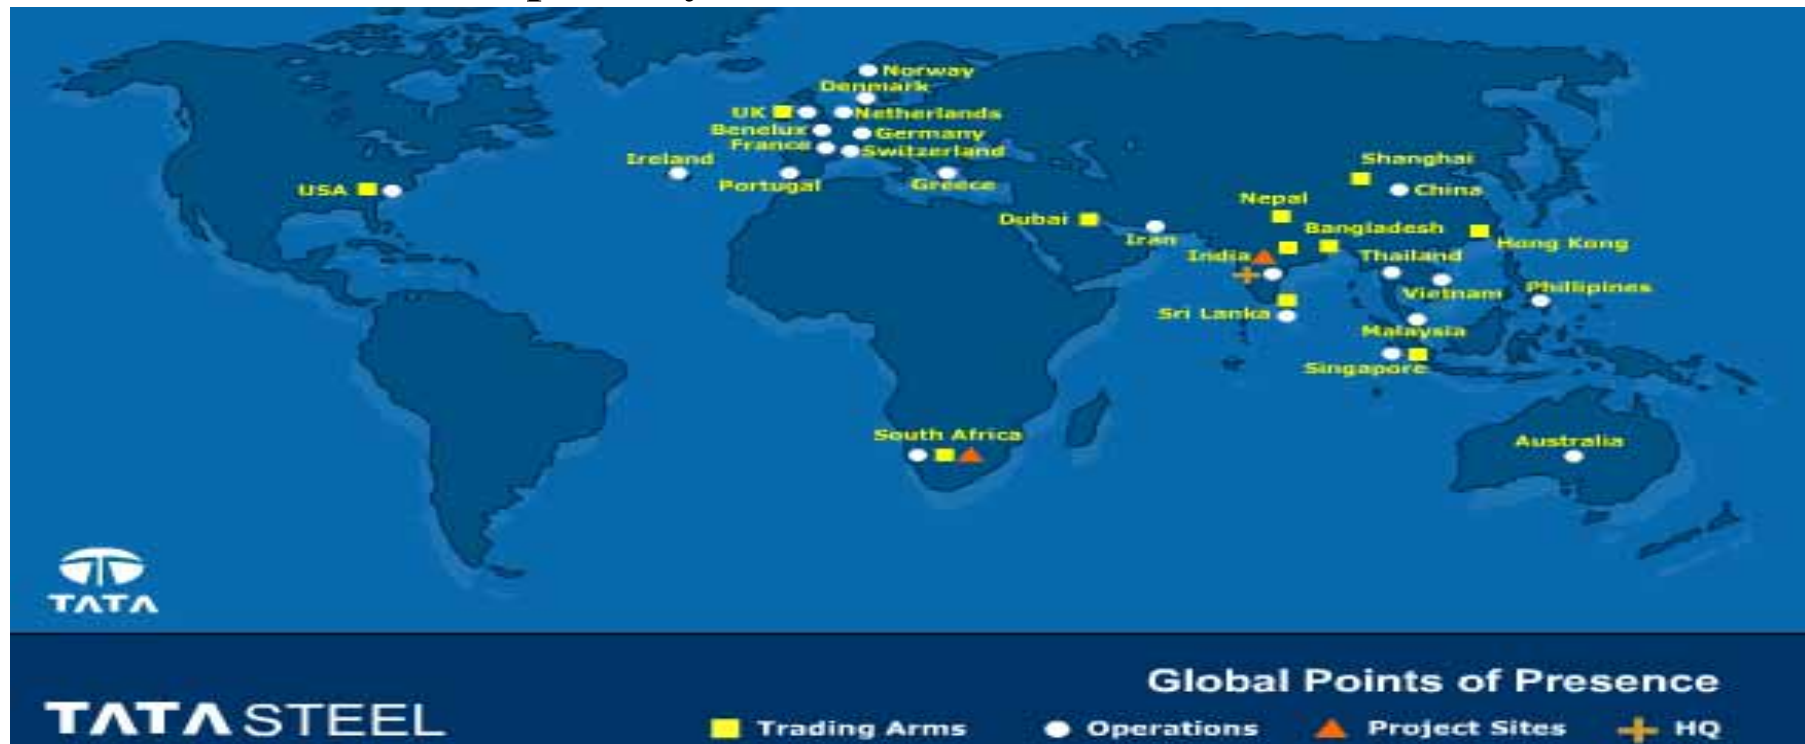 Norway
Denmark
UK
Netherlands
Benelux
Germany
France
Switzerland
Ireland
Portugal
Greece
USA
Shanghai
China
Nepal
Dubai
Bangladesh
Iran
Hong Kong
India
Thailand
Vietnam
Phillipines
Sri Lanka
Malaysia
Singapore
South Africa
Australia
TATA
Global Points of Presence
TATA STEEL
Trading Arms Operations Project Sites HQ